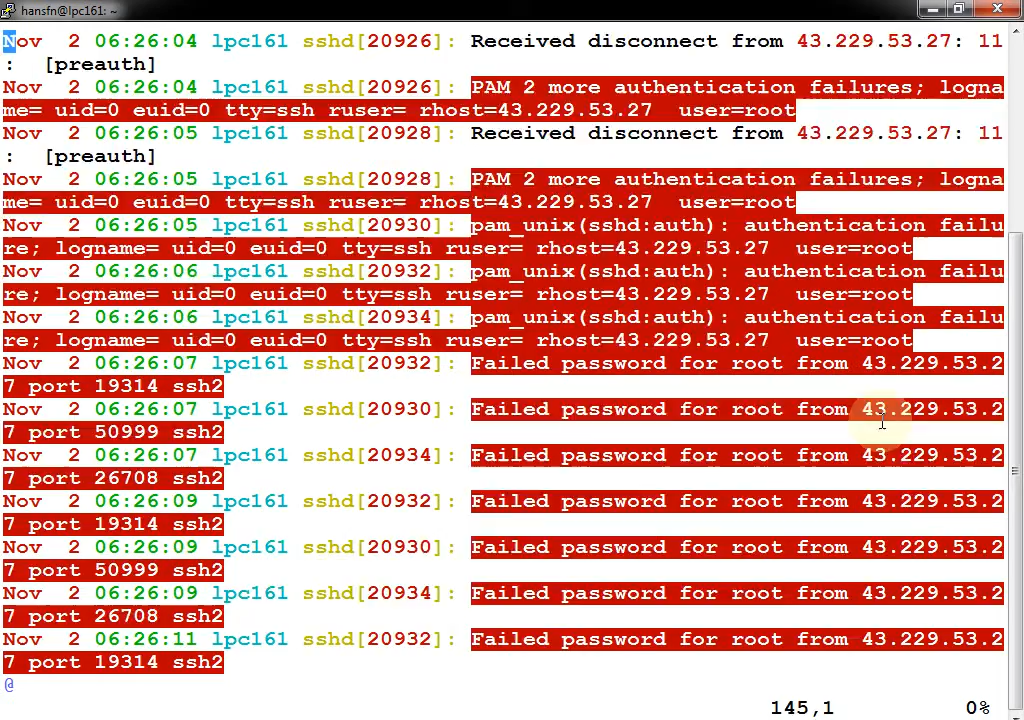 hansfn@lpc161: ~
Nov  2 06:26:04 lpc161 sshd[20926]: Received disconnect from 43.229.53.27: 11
:  [preauth]
Nov  2 06:26:04 lpc161 sshd[20926]: PAM 2 more authentication failures; logna
me= uid=0 euid=0 tty=ssh ruser= rhost=43.229.53.27  user=root
Nov  2 06:26:05 lpc161 sshd[20928]: Received disconnect from 43.229.53.27: 11
:  [preauth]
Nov  2 06:26:05 lpc161 sshd[20928]: PAM 2 more authentication failures; logna
me= uid=0 euid=0 tty=ssh ruser= rhost=43.229.53.27  user=root
Nov  2 06:26:05 lpc161 sshd[20930]: pam_unix(sshd:auth): authentication failu
re; logname= uid=0 euid=0 tty=ssh ruser= rhost=43.229.53.27  user=root
Nov  2 06:26:06 lpc161 sshd[20932]: pam_unix(sshd:auth): authentication failu
re; logname= uid=0 euid=0 tty=ssh ruser= rhost=43.229.53.27  user=root
Nov  2 06:26:06 lpc161 sshd[20934]: pam_unix(sshd:auth): authentication failu
re; logname= uid=0 euid=0 tty=ssh ruser= rhost=43.229.53.27  user=root
Nov  2 06:26:07 lpc161 sshd[20932]: Failed password for root from 43.229.53.2
7 port 19314 ssh2
Nov  2 06:26:07 lpc161 sshd[20930]: Failed password for root from 43.229.53.2
7 port 50999 ssh2
Nov  2 06:26:07 lpc161 sshd[20934]: Failed password for root from 43.229.53.2
7 port 26708 ssh2
Nov  2 06:26:09 lpc161 sshd[20932]: Failed password for root from 43.229.53.2
7 port 19314 ssh2
Nov  2 06:26:09 lpc161 sshd[20930]: Failed password for root from 43.229.53.2
7 port 50999 ssh2
Nov  2 06:26:09 lpc161 sshd[20934]: Failed password for root from 43.229.53.2
7 port 26708 ssh2
Nov  2 06:26:11 lpc161 sshd[20932]: Failed password for root from 43.229.53.2
7 port 19314 ssh2
@
145,1 0%